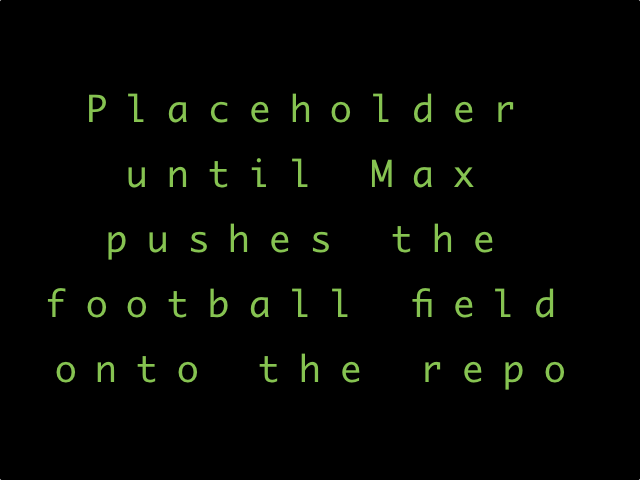 Placeholder
until Max
pushes the
football field
onto the repo